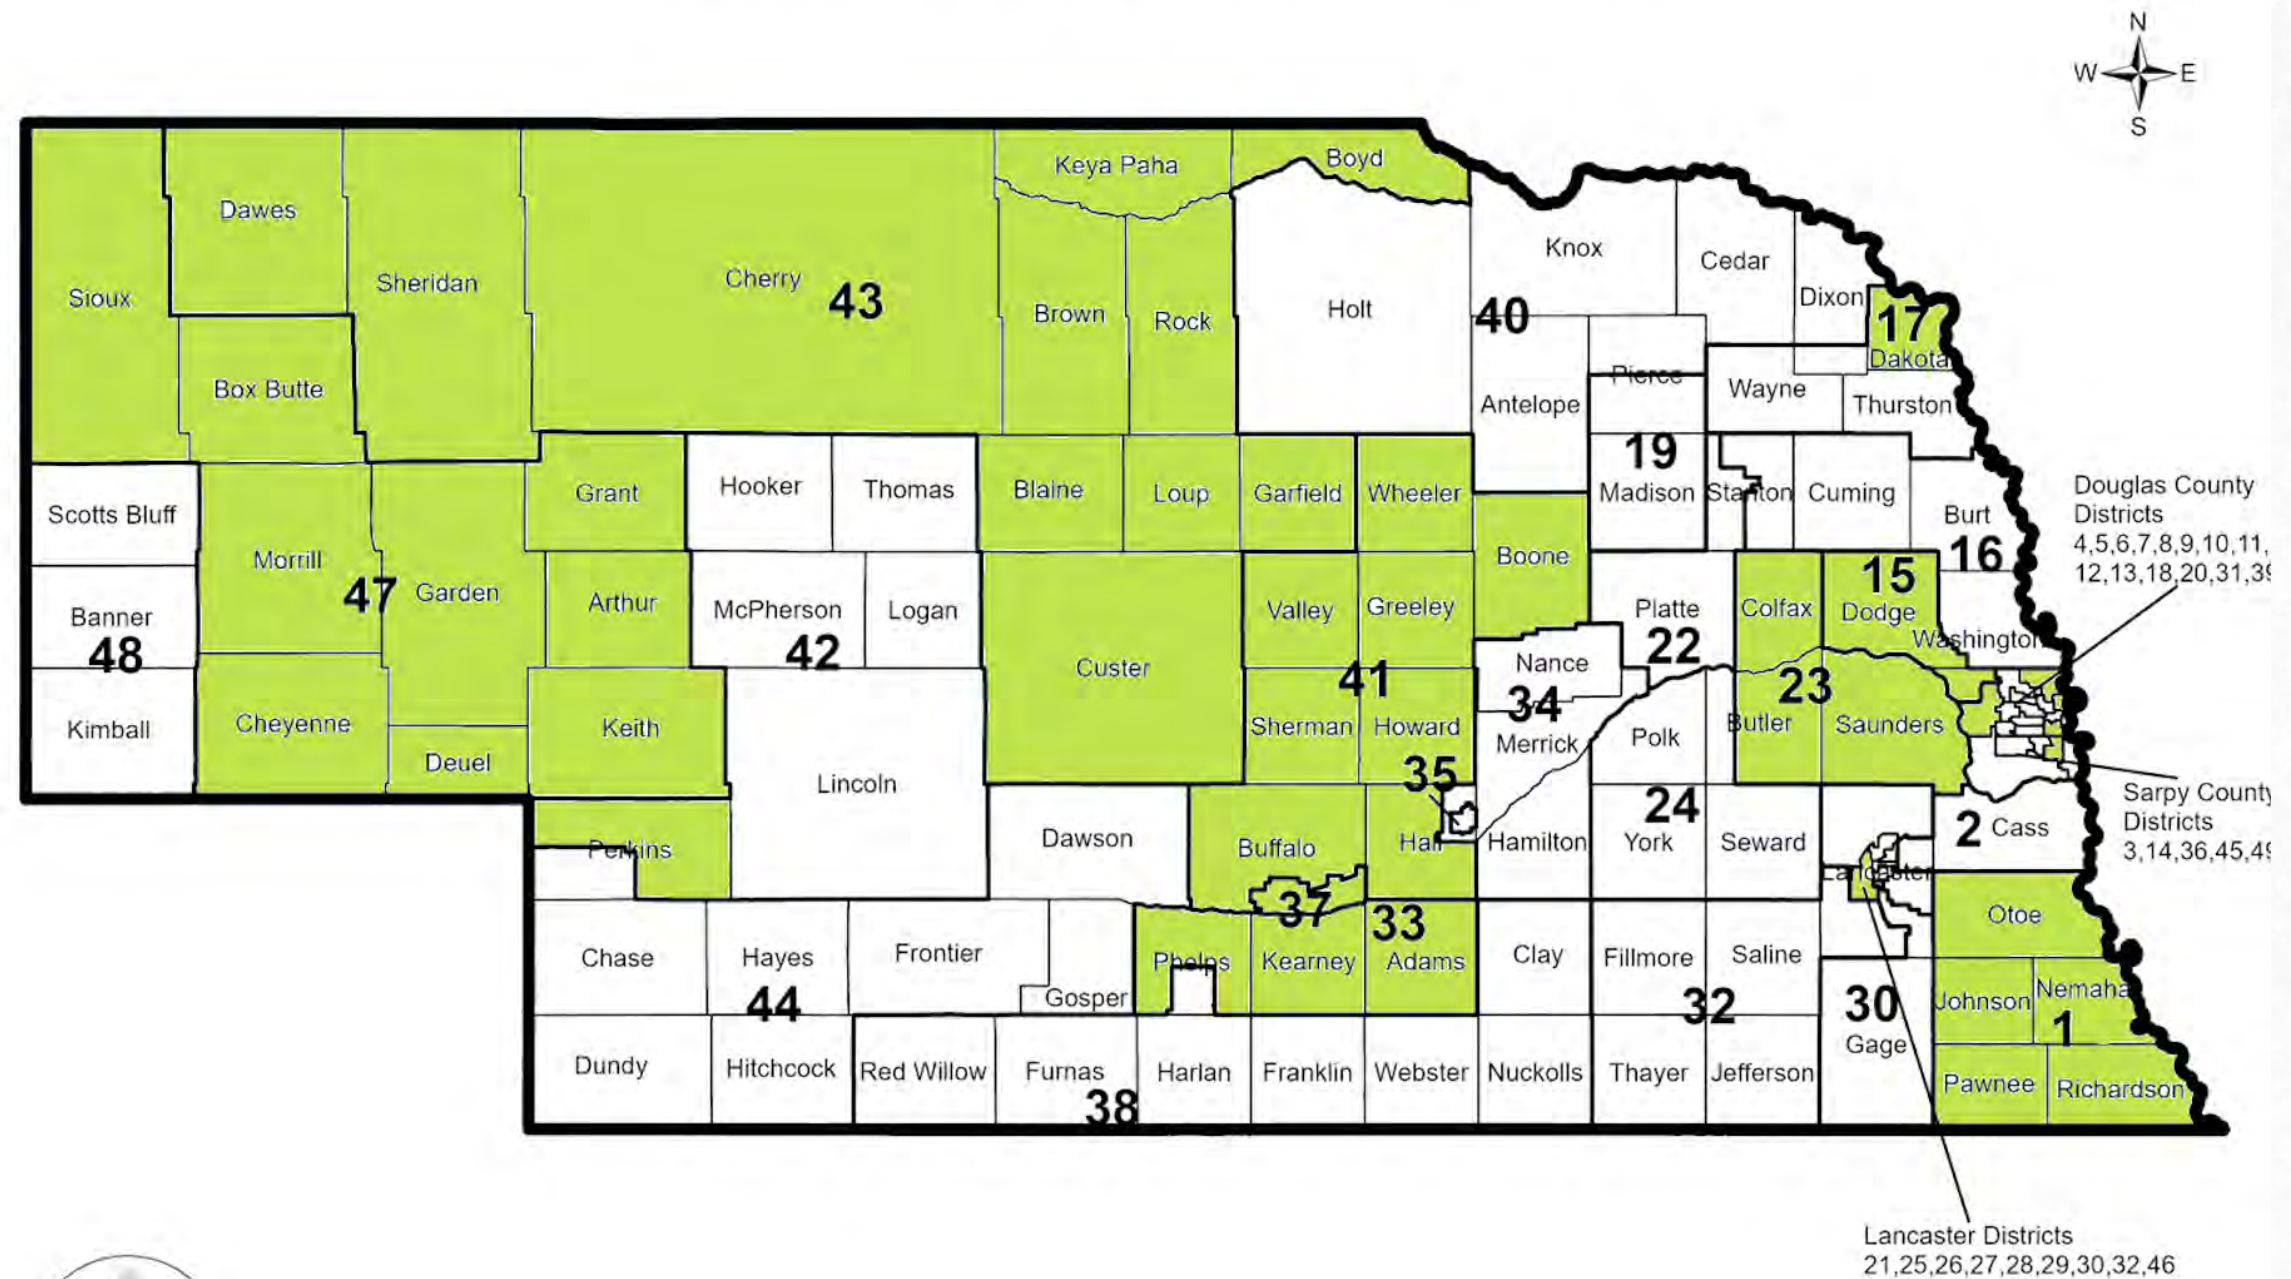 N
W E
S
Boyd
Keya Paha
Dawes
Knox
Cedar
Cherry
43
Sheridan
Sioux
Dixon
Holt
40
Brown
Rock
17
Dakota
Pierce
Box Butte
Wayne
Antelope
Thurston
19
Hooker
Thomas
Blaine
Loup
Garfield
Wheeler
Grant
Madison
Stanton
Cuming
Scotts Bluff
Burt
16
Douglas County
Districts
4,5,6,7,8,9,10,11,
12,13,18,20,31,39
Morrill
47
Garden
Boone
15
Dodge
Arthur
McPherson
Logan
Valley
Greeley
Platte
22
Colfax
Banner
48
42
Washington
Custer
Nance
34
41
23
Kimball
Cheyenne
Keith
Sherman
Howard
Merrick
Polk
Butler
Saunders
Deuel
Lincoln
35
Sarpy County
Districts
3,14,36,45,49
24
2
Cass
Perkins
Dawson
Buffalo
Hall
Hamilton
York
Seward
Lancaster
37
33
Otoe
Chase
Hayes
Frontier
Phelps
Kearney
Adams
Clay
Fillmore
Saline
44
Gosper
32
30
Johnson
Nemaha
1
Gage
Dundy
Hitchcock
Red Willow
Furnas
Harlan
Franklin
Webster
Nuckolls
Thayer
Jefferson
Pawnee
Richardson
38
Lancaster Districts
21,25,26,27,28,29,30,32,46